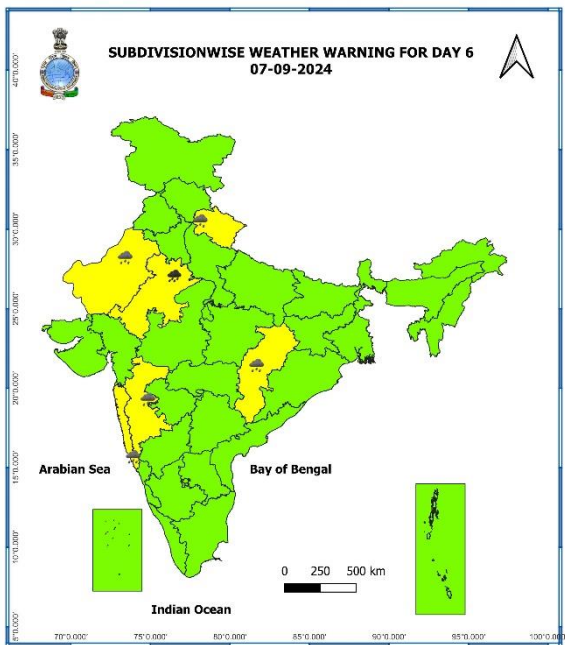 SUBDIVISIONWISE WEATHER WARNING FOR DAY 6
07-09-2024
40°0.000'
35°0.000'
30°0.000'
25°0.000'
20°0.000'
15°0.000'
10°0.000'
5°0.000'
Arabian Sea
Bay of Bengal
0 250 500 km
Indian Ocean
70°0.000' 75°0.000' 80°0.000' 85°0.000' 90°0.000' 95°0.000' 100°0.000'